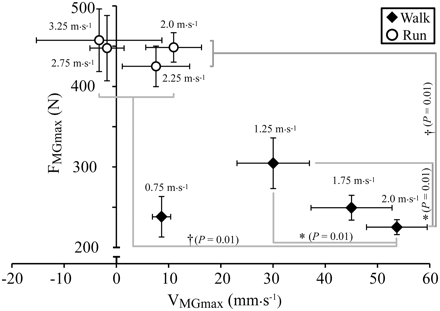 500
400
300
200
F_MGmax (N)
3.25 m·s-1
2.0 m·s-1
2.75 m·s-1
2.25 m·s-1
Walk
Run
1.25 m·s-1
0.75 m·s-1
1.75 m·s-1
2.0 m·s-1
† (P = 0.01)
* (P = 0.01)
† (P = 0.01)
* (P = 0.01)
-20 -10 0 10 20 30 40 50 60
V_MGmax (mm·s-1)